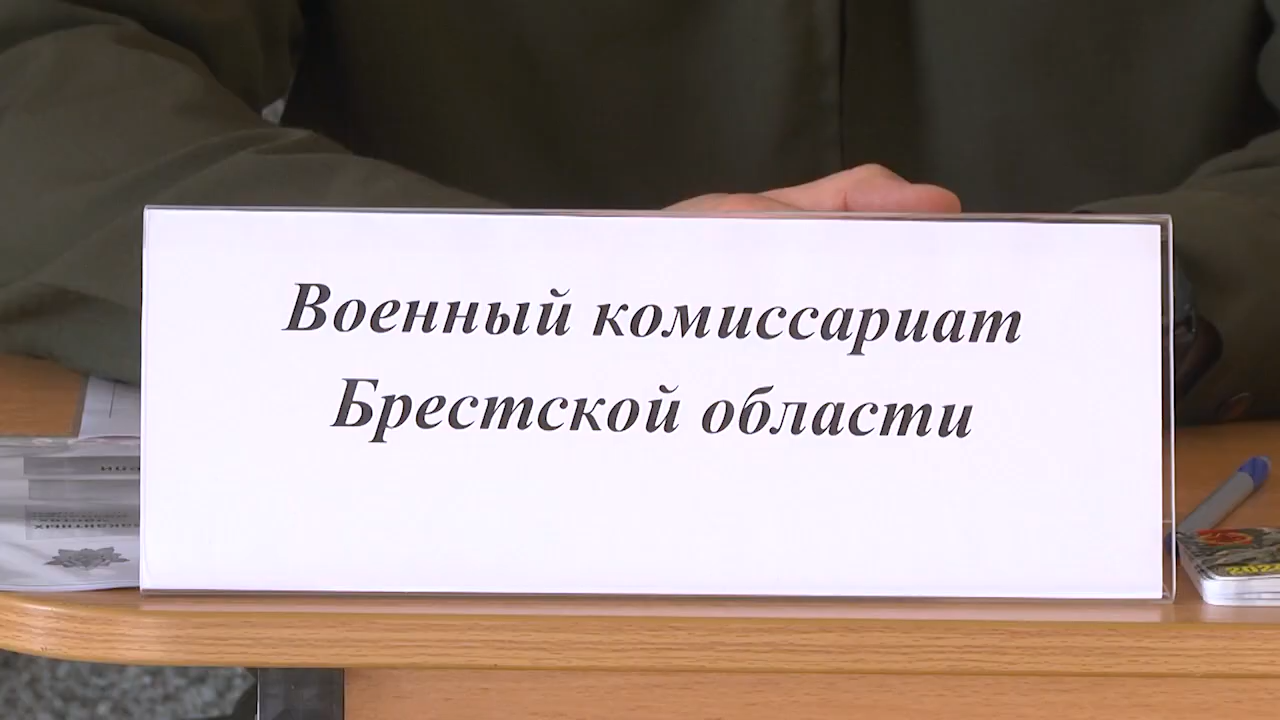 Военный комиссариат
Брестской области